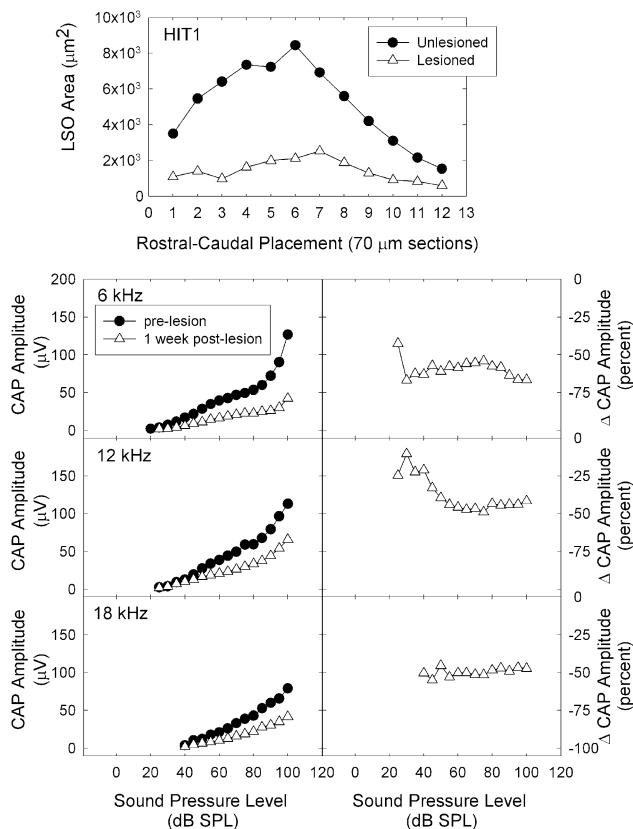 HIT1
Unlesioned
Lesioned
LSO Area (μm²)
10x10³
8x10³
6x10³
4x10³
2x10³
0
0 1 2 3 4 5 6 7 8 9 10 11 12 13
Rostral-Caudal Placement (70 μm sections)
6 kHz
pre-lesion
1 week post-lesion
CAP Amplitude
(μV)
200
150
100
50
0
0
-25
-50
-75
0
Δ CAP Amplitude
(percent)
12 kHz
CAP Amplitude
(μV)
150
100
50
0
-25
-50
-75
0
Δ CAP Amplitude
(percent)
18 kHz
CAP Amplitude
(μV)
150
100
50
0
-25
-50
-75
-100
Δ CAP Amplitude
(percent)
0 20 40 60 80 100
120
0 20 40 60 80 100 120
Sound Pressure Level
(dB SPL)
Sound Pressure Level
(dB SPL)